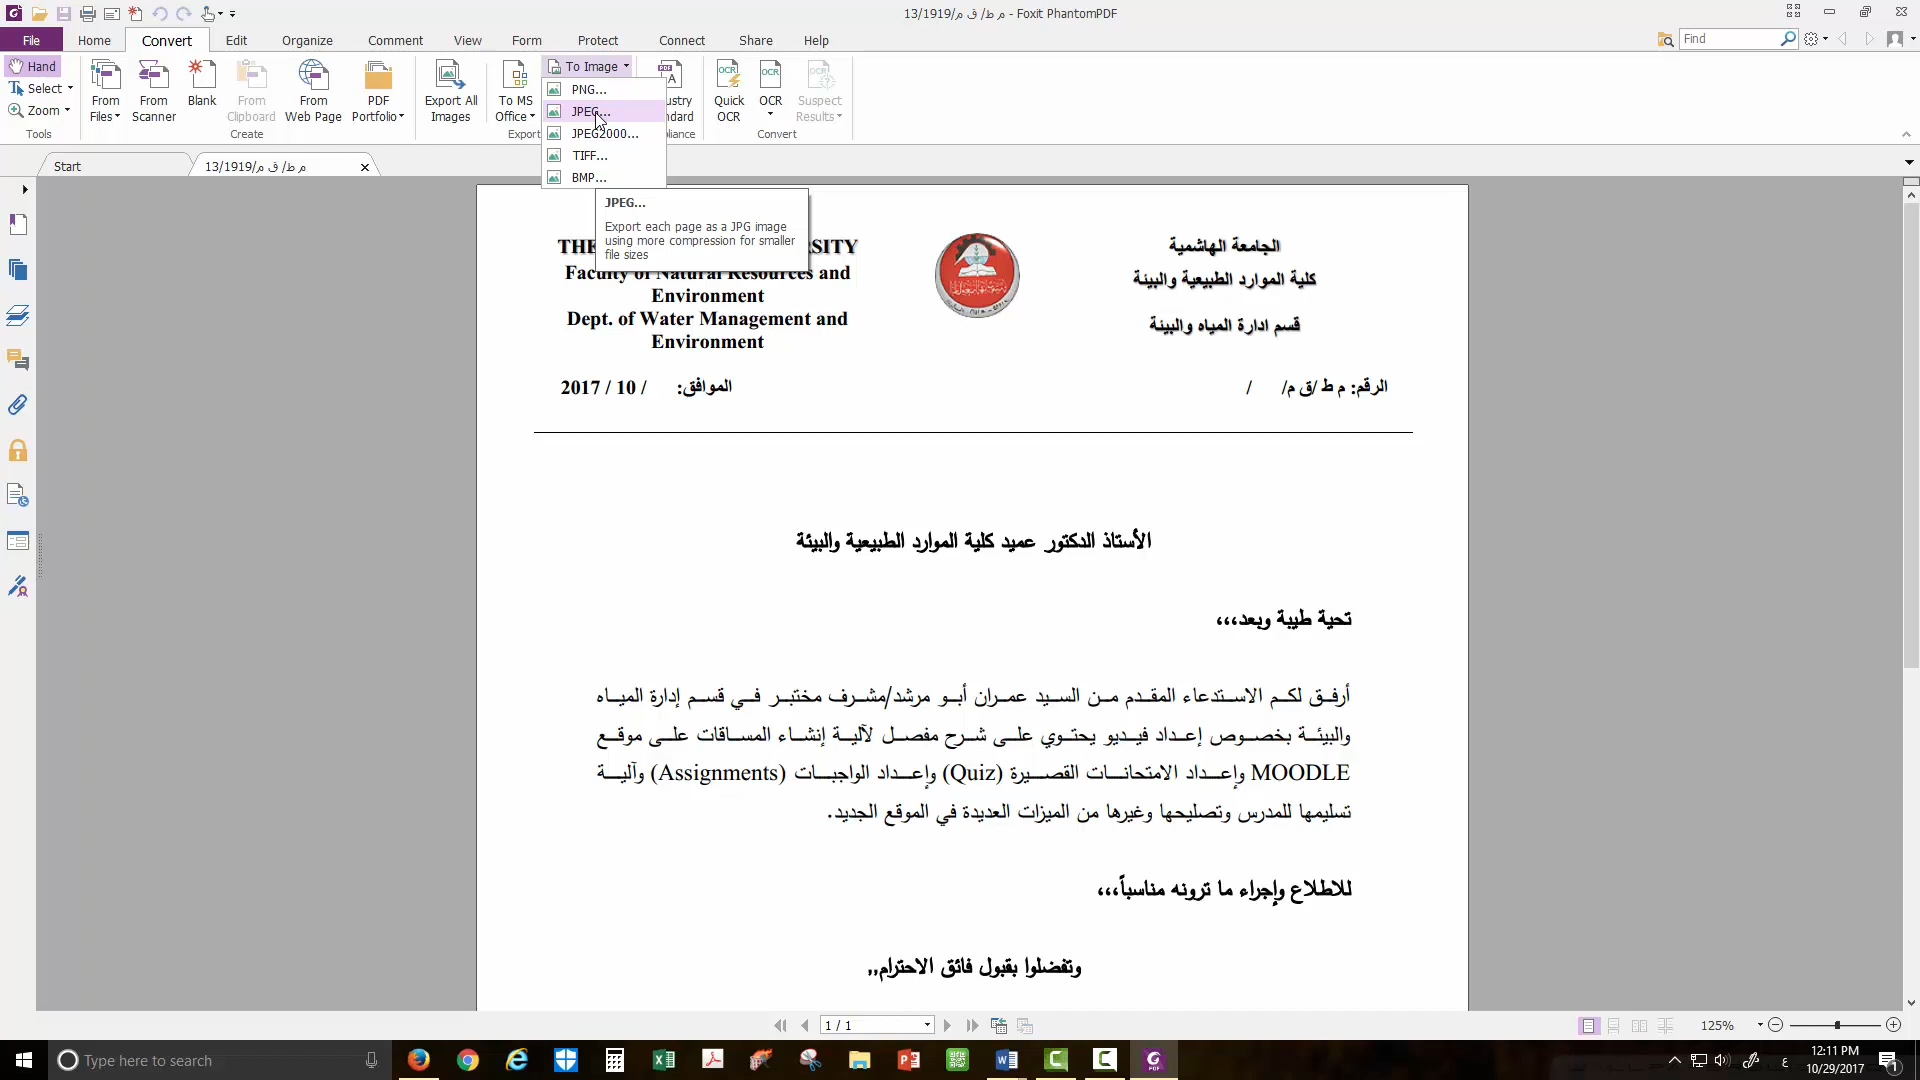 م ط/ ق م/13/1919 - Foxit PhantomPDF
File
Home
Convert
Edit
Organize
Comment
View
Form
Protect
Connect
Share
Help
Find
Hand
Select
Zoom
Tools
From Files
From Scanner
Blank
From Clipboard
From Web Page
PDF Portfolio
Create
Export All Images
To MS Office
Export
To Image
PNG...
JPEG...
JPEG2000...
TIFF...
BMP...
Quick OCR
OCR
Suspect Results
Convert
JPEG...
Export each page as a JPG image
using more compression for smaller
file sizes
Start
م ط/ ق م/13/1919
THE
SITY
Faculty of Natural Resources and
Environment
Dept. of Water Management and
Environment
الجامعة الهاشمية
كلية الموارد الطبيعية والبيئة
قسم ادارة المياه والبيئة
الرقم: م ط /ق م/ /
الموافق: / 10 / 2017
الأستاذ الدكتور عميد كلية الموارد الطبيعية والبيئة
تحية طيبة وبعد،،،
أرفق لكم الاستدعاء المقدم من السيد عمران أبو مرشد/مشرف مختبر في قسم إدارة المياه
والبيئة بخصوص إعداد فيديو يحتوي على شرح مفصل لآلية إنشاء المساقات على موقع
MOODLE وإعداد الامتحانات القصيرة (Quiz) وإعداد الواجبات (Assignments) وآلية
تسليمها للمدرس وتصليحها وغيرها من الميزات العديدة في الموقع الجديد.
للاطلاع وإجراء ما ترونه مناسباً،،،
وتفضلوا بقبول فائق الاحترام,,
1 / 1
125%
Type here to search
ع
12:11 PM
10/29/2017